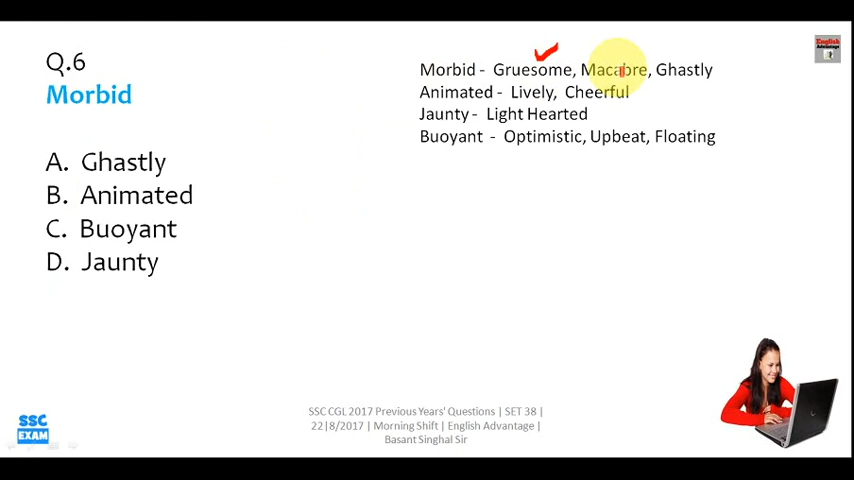 Q.6
Morbid
A. Ghastly
B. Animated
C. Buoyant
D. Jaunty
Morbid - Gruesome, Macabre, Ghastly
Animated - Lively, Cheerful
Jaunty - Light Hearted
Buoyant - Optimistic, Upbeat, Floating
English
Advantage
SSC
EXAM
SSC CGL 2017 Previous Years' Questions | SET 38 |
22|8/2017 | Morning Shift | English Advantage |
Basant Singhal Sir